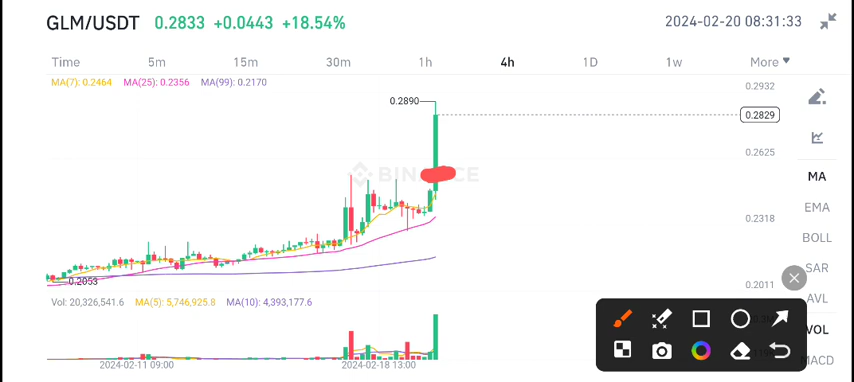 GLM/USDT 0.2833 +0.0443 +18.54% 2024-02-20 08:31:33
Time 5m 15m 30m 1h 4h 1D 1w More
MA(7): 0.2464 MA(25): 0.2356 MA(99): 0.2170
0.2932
0.2890
0.2829
0.2625
BINANCE
MA
EMA
0.2318
BOLL
SAR
0.2053
0.2011
AVL
Vol: 20,326,541.6 MA(5): 5,746,925.8 MA(10): 4,393,177.6
VOL
MACD
2024-02-11 09:00 2024-02-18 13:00